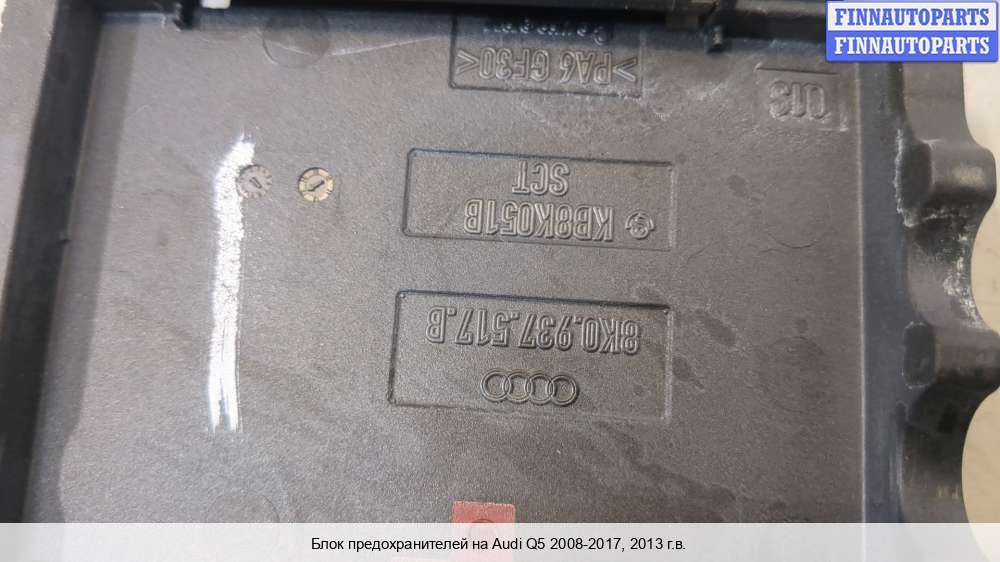 FINNAUTOPARTS
FINNAUTOPARTS
>PA6 GF30<
SCT
KB8K051B
8K0.937.517.B
Блок предохранителей на Audi Q5 2008-2017, 2013 г.в.